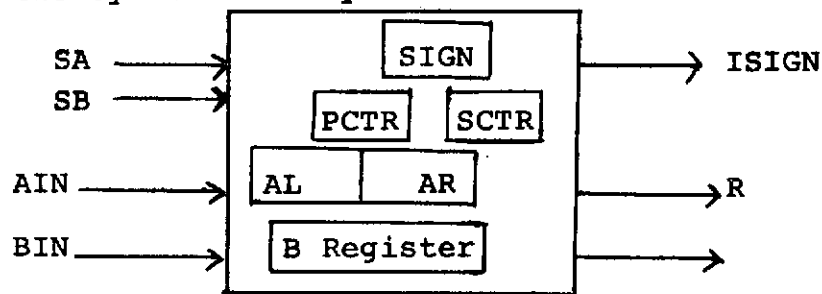 SIGN
SA
ISIGN
SB
PCTR SCTR
AIN AL AR R
BIN B Register